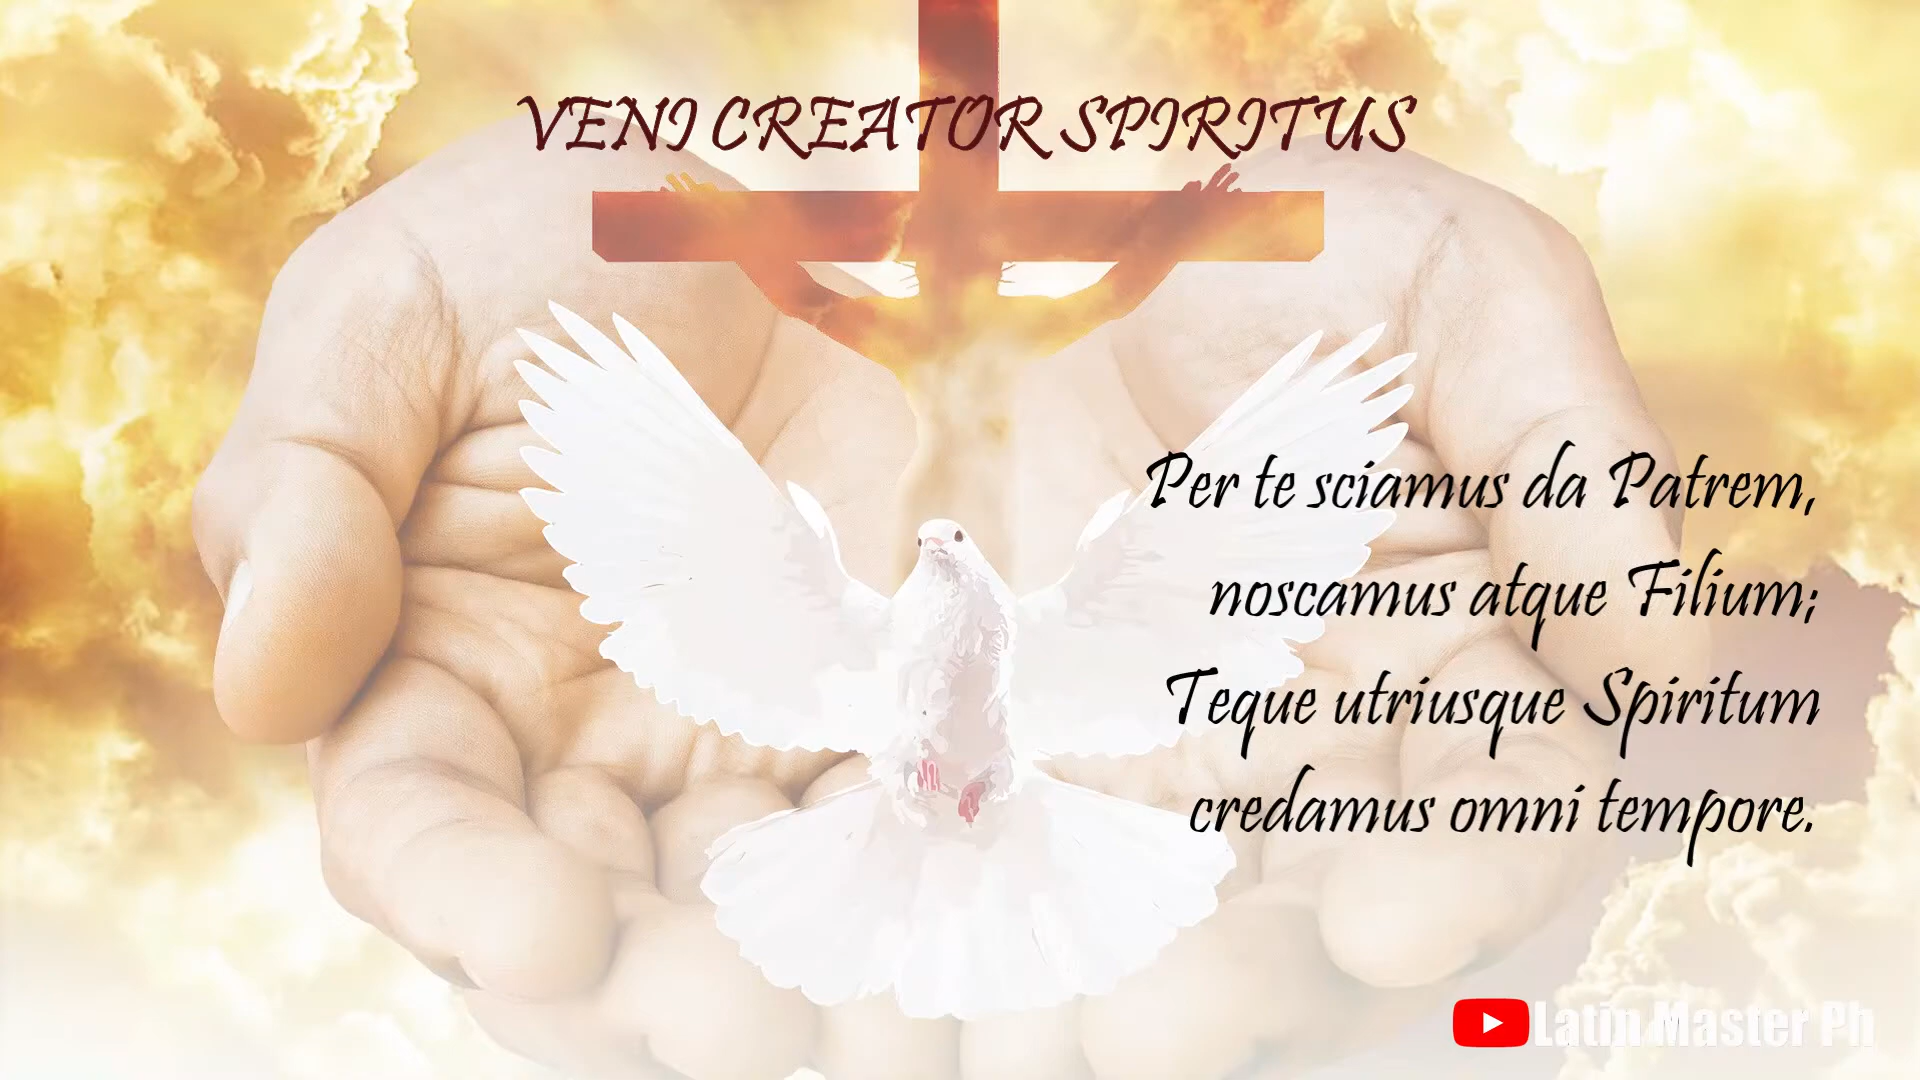 VENI CREATOR SPIRITUS
Per te sciamus da Patrem,
noscamus atque Filium;
Teque utriusque Spiritum
credamus omni tempore.
Latin Master Ph